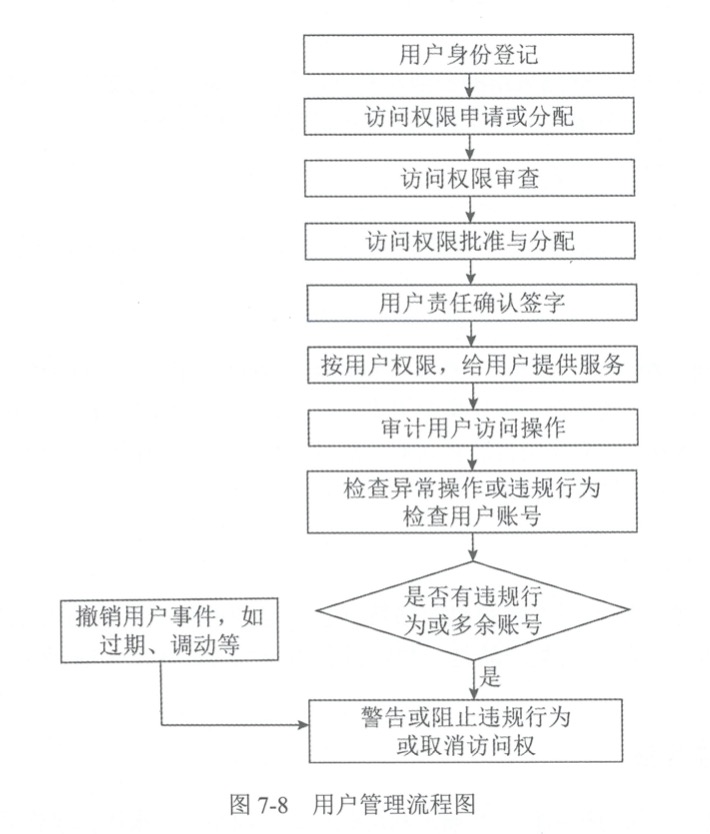 用户身份登记
访问权限申请或分配
访问权限审查
访问权限批准与分配
用户责任确认签字
按用户权限，给用户提供服务
审计用户访问操作
检查异常操作或违规行为
检查用户账号
是否有违规行
为或多余账号
撤销用户事件，如
过期、调动等
是
警告或阻止违规行为
或取消访问权
图 7-8 用户管理流程图